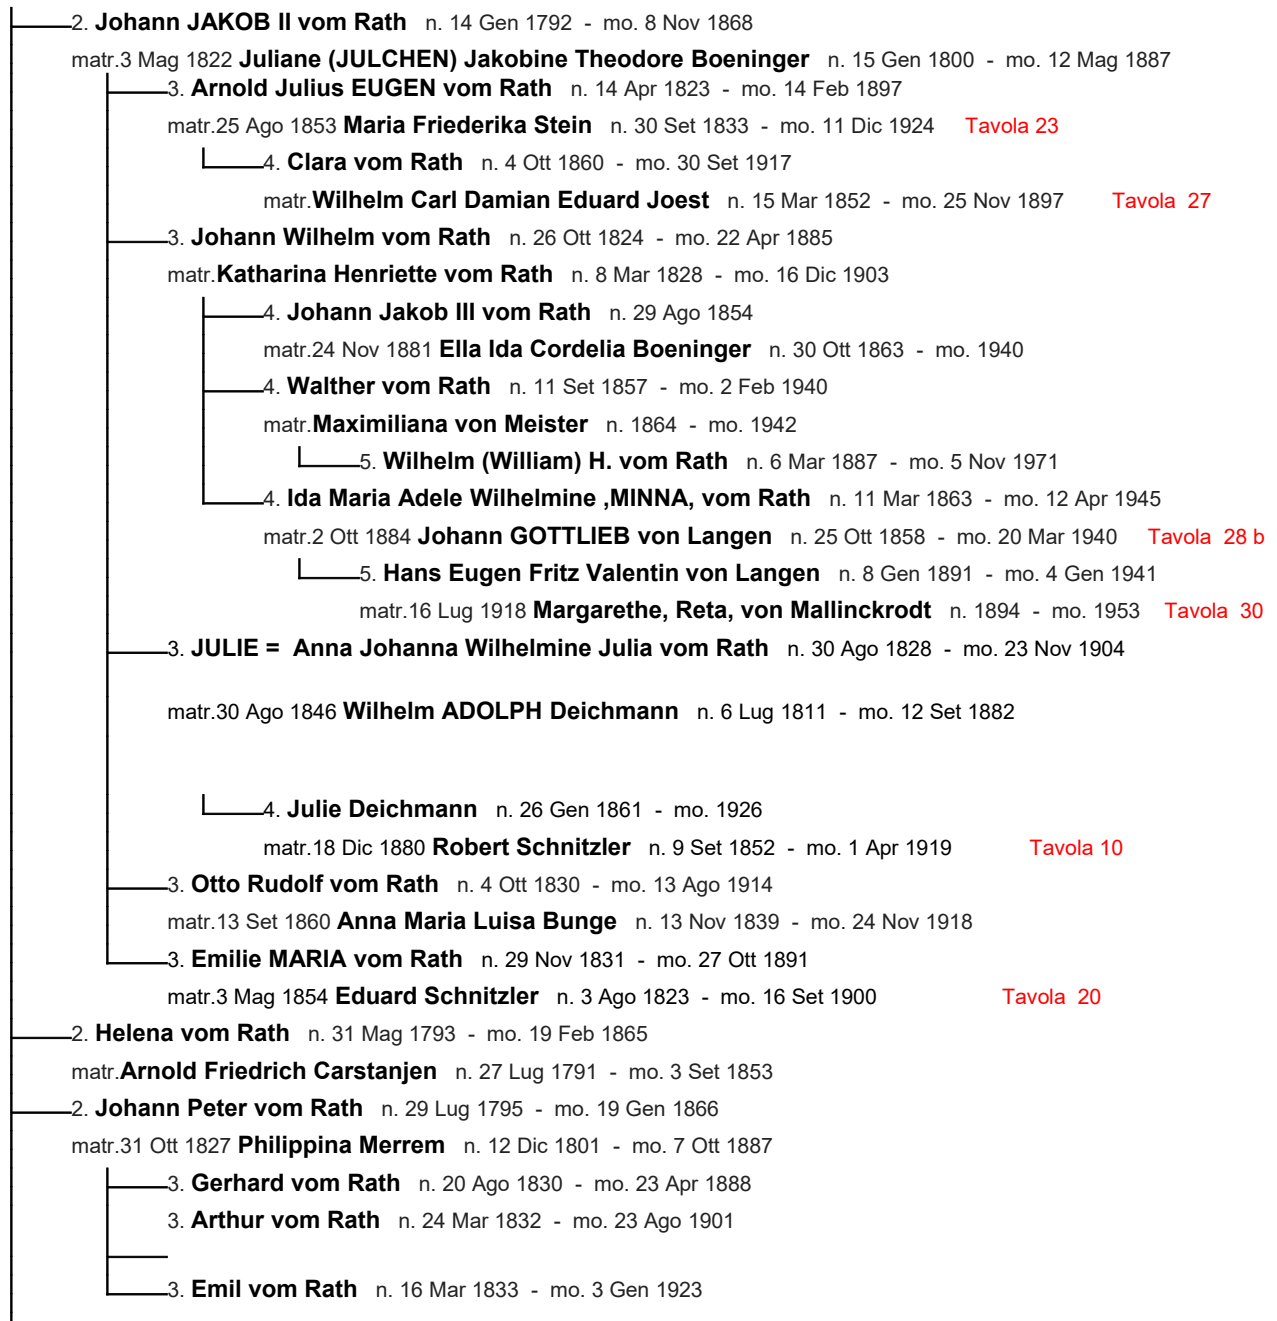 2. Johann JAKOB II vom Rath n. 14 Gen 1792 - mo. 8 Nov 1868
matr.3 Mag 1822 Juliane (JULCHEN) Jakobine Theodore Boeninger n. 15 Gen 1800 - mo. 12 Mag 1887
3. Arnold Julius EUGEN vom Rath n. 14 Apr 1823 - mo. 14 Feb 1897
matr.25 Ago 1853 Maria Friederika Stein n. 30 Set 1833 - mo. 11 Dic 1924 Tavola 23
4. Clara vom Rath n. 4 Ott 1860 - mo. 30 Set 1917
matr.Wilhelm Carl Damian Eduard Joest n. 15 Mar 1852 - mo. 25 Nov 1897 Tavola 27
3. Johann Wilhelm vom Rath n. 26 Ott 1824 - mo. 22 Apr 1885
matr.Katharina Henriette vom Rath n. 8 Mar 1828 - mo. 16 Dic 1903
4. Johann Jakob III vom Rath n. 29 Ago 1854
matr.24 Nov 1881 Ella Ida Cordelia Boeninger n. 30 Ott 1863 - mo. 1940
4. Walther vom Rath n. 11 Set 1857 - mo. 2 Feb 1940
matr.Maximiliana von Meister n. 1864 - mo. 1942
5. Wilhelm (William) H. vom Rath n. 6 Mar 1887 - mo. 5 Nov 1971
4. Ida Maria Adele Wilhelmine ,MINNA, vom Rath n. 11 Mar 1863 - mo. 12 Apr 1945
matr.2 Ott 1884 Johann GOTTLIEB von Langen n. 25 Ott 1858 - mo. 20 Mar 1940 Tavola 28 b
5. Hans Eugen Fritz Valentin von Langen n. 8 Gen 1891 - mo. 4 Gen 1941
matr.16 Lug 1918 Margarethe, Reta, von Mallinckrodt n. 1894 - mo. 1953 Tavola 30
3. JULIE = Anna Johanna Wilhelmine Julia vom Rath n. 30 Ago 1828 - mo. 23 Nov 1904
matr.30 Ago 1846 Wilhelm ADOLPH Deichmann n. 6 Lug 1811 - mo. 12 Set 1882
4. Julie Deichmann n. 26 Gen 1861 - mo. 1926
matr.18 Dic 1880 Robert Schnitzler n. 9 Set 1852 - mo. 1 Apr 1919 Tavola 10
3. Otto Rudolf vom Rath n. 4 Ott 1830 - mo. 13 Ago 1914
matr.13 Set 1860 Anna Maria Luisa Bunge n. 13 Nov 1839 - mo. 24 Nov 1918
3. Emilie MARIA vom Rath n. 29 Nov 1831 - mo. 27 Ott 1891
matr.3 Mag 1854 Eduard Schnitzler n. 3 Ago 1823 - mo. 16 Set 1900 Tavola 20
2. Helena vom Rath n. 31 Mag 1793 - mo. 19 Feb 1865
matr.Arnold Friedrich Carstanjen n. 27 Lug 1791 - mo. 3 Set 1853
2. Johann Peter vom Rath n. 29 Lug 1795 - mo. 19 Gen 1866
matr.31 Ott 1827 Philippina Merrem n. 12 Dic 1801 - mo. 7 Ott 1887
3. Gerhard vom Rath n. 20 Ago 1830 - mo. 23 Apr 1888
3. Arthur vom Rath n. 24 Mar 1832 - mo. 23 Ago 1901
3. Emil vom Rath n. 16 Mar 1833 - mo. 3 Gen 1923